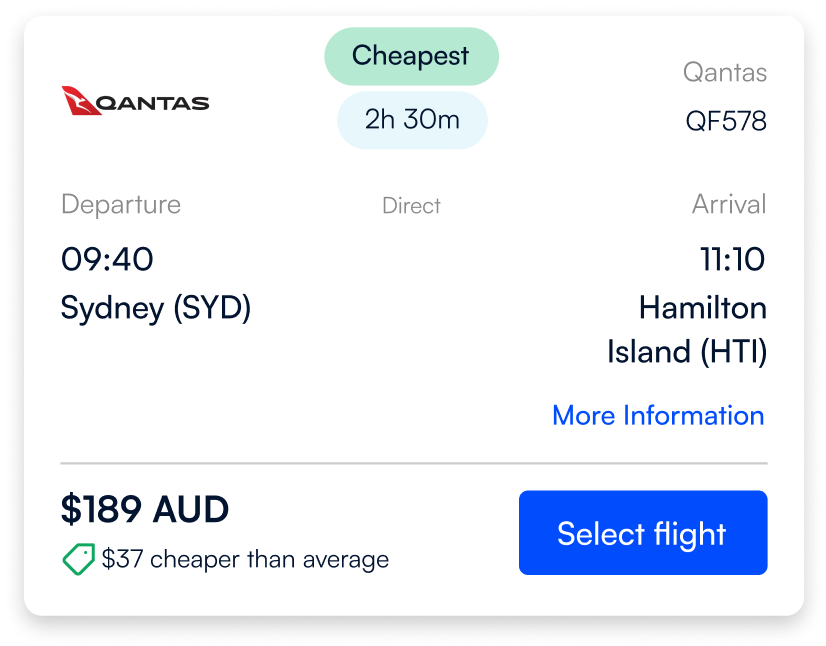 Cheapest
QANTAS
2h 30m
Qantas
QF578
Departure
Direct
Arrival
09:40
11:10
Sydney (SYD)
Hamilton
Island (HTI)
More Information
$189 AUD
$37 cheaper than average
Select flight